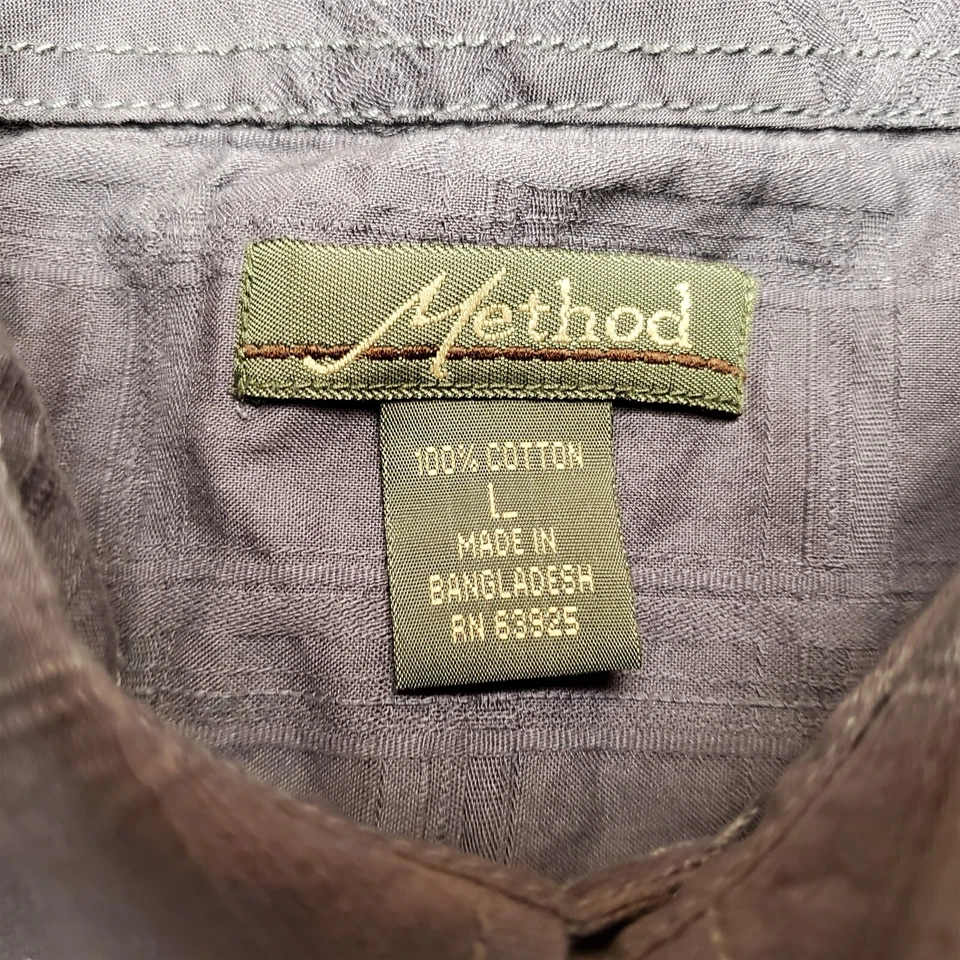 Method
100% COTTON
L
MADE IN
BANGLADESH
RN 63925